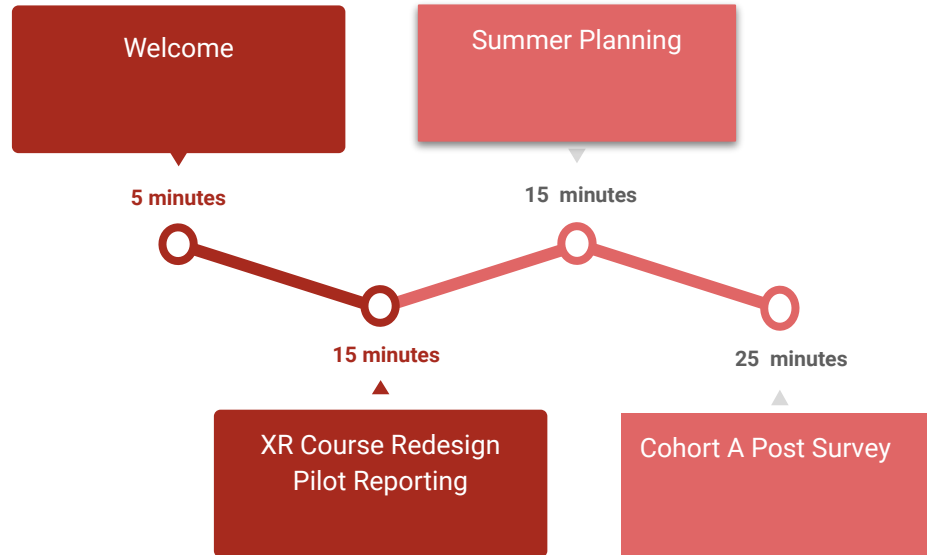 Welcome
5 minutes
XR Course Redesign
Pilot Reporting
15 minutes
Summer Planning
15 minutes
Cohort A Post Survey
25 minutes